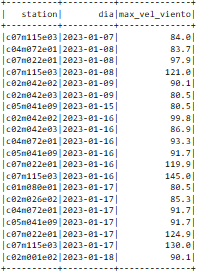 +----------+----------+--------------+
|   station|       dia|max_vel_viento|
+----------+----------+--------------+
|c07m115e03|2023-01-07|          84.0|
|c04m072e01|2023-01-08|          83.7|
|c07m022e01|2023-01-08|          97.9|
|c07m115e03|2023-01-08|         121.0|
|c02m042e02|2023-01-09|          90.1|
|c02m042e03|2023-01-09|          80.5|
|c05m041e09|2023-01-15|          80.5|
|c02m042e02|2023-01-16|          99.8|
|c02m042e03|2023-01-16|          86.9|
|c04m072e01|2023-01-16|          93.3|
|c05m041e09|2023-01-16|          91.7|
|c07m022e01|2023-01-16|         119.9|
|c07m115e03|2023-01-16|         145.0|
|c01m080e01|2023-01-17|          80.5|
|c02m026e02|2023-01-17|          85.3|
|c04m072e01|2023-01-17|          91.7|
|c05m041e09|2023-01-17|          91.7|
|c07m022e01|2023-01-17|         124.9|
|c07m115e03|2023-01-17|         130.0|
|c02m001e02|2023-01-18|          90.1|
+----------+----------+--------------+